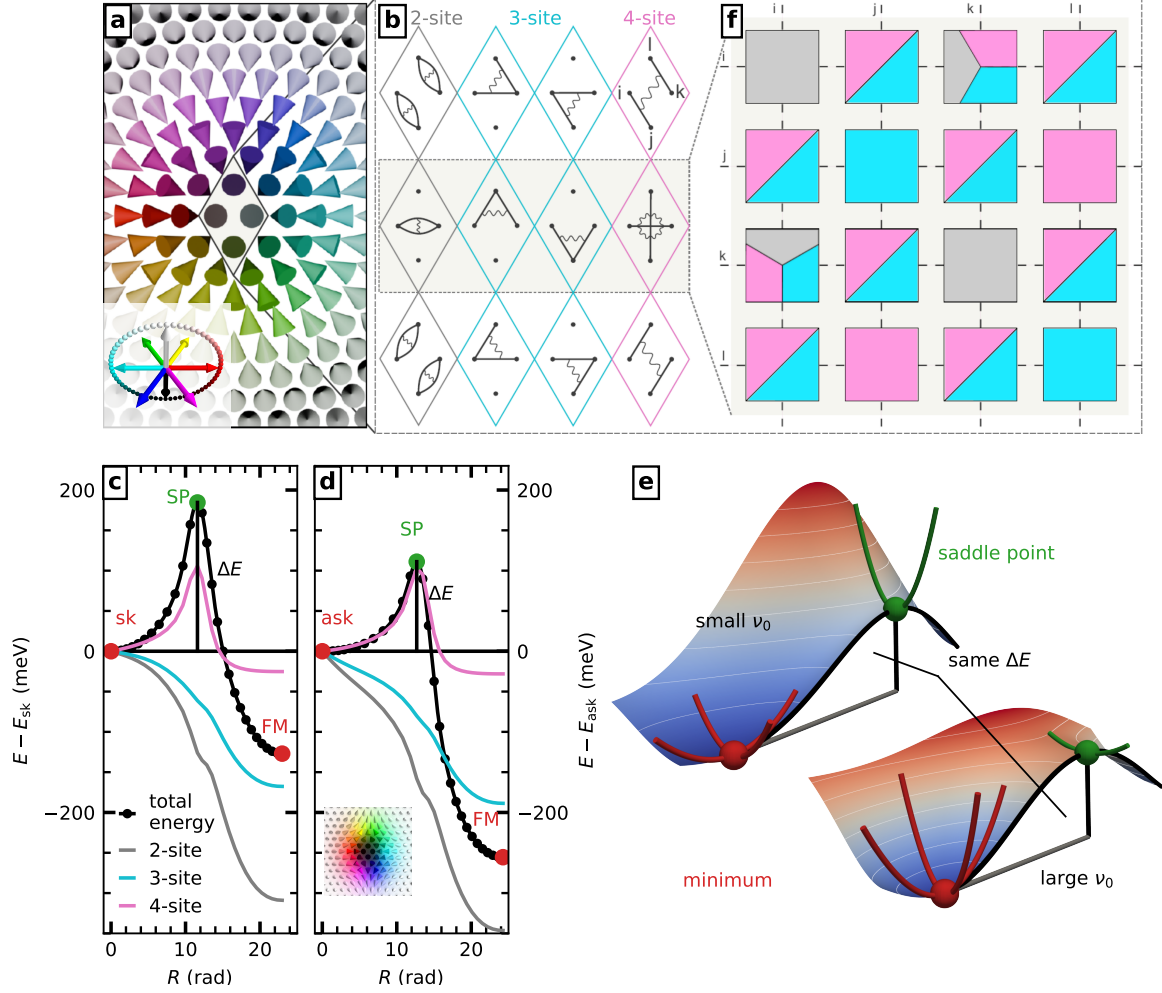 a
b
2-site
3-site
4-site
l
i
k
j
f
i
j
k
l
i
j
k
l
c
200
0
−200
E − E_sk (meV)
SP
ΔE
sk
FM
total
energy
2-site
3-site
4-site
0
10
20
R (rad)
d
SP
ΔE
ask
FM
0
10
20
R (rad)
200
0
−200
E − E_ask (meV)
e
saddle point
small ν₀
same ΔE
minimum
large ν₀